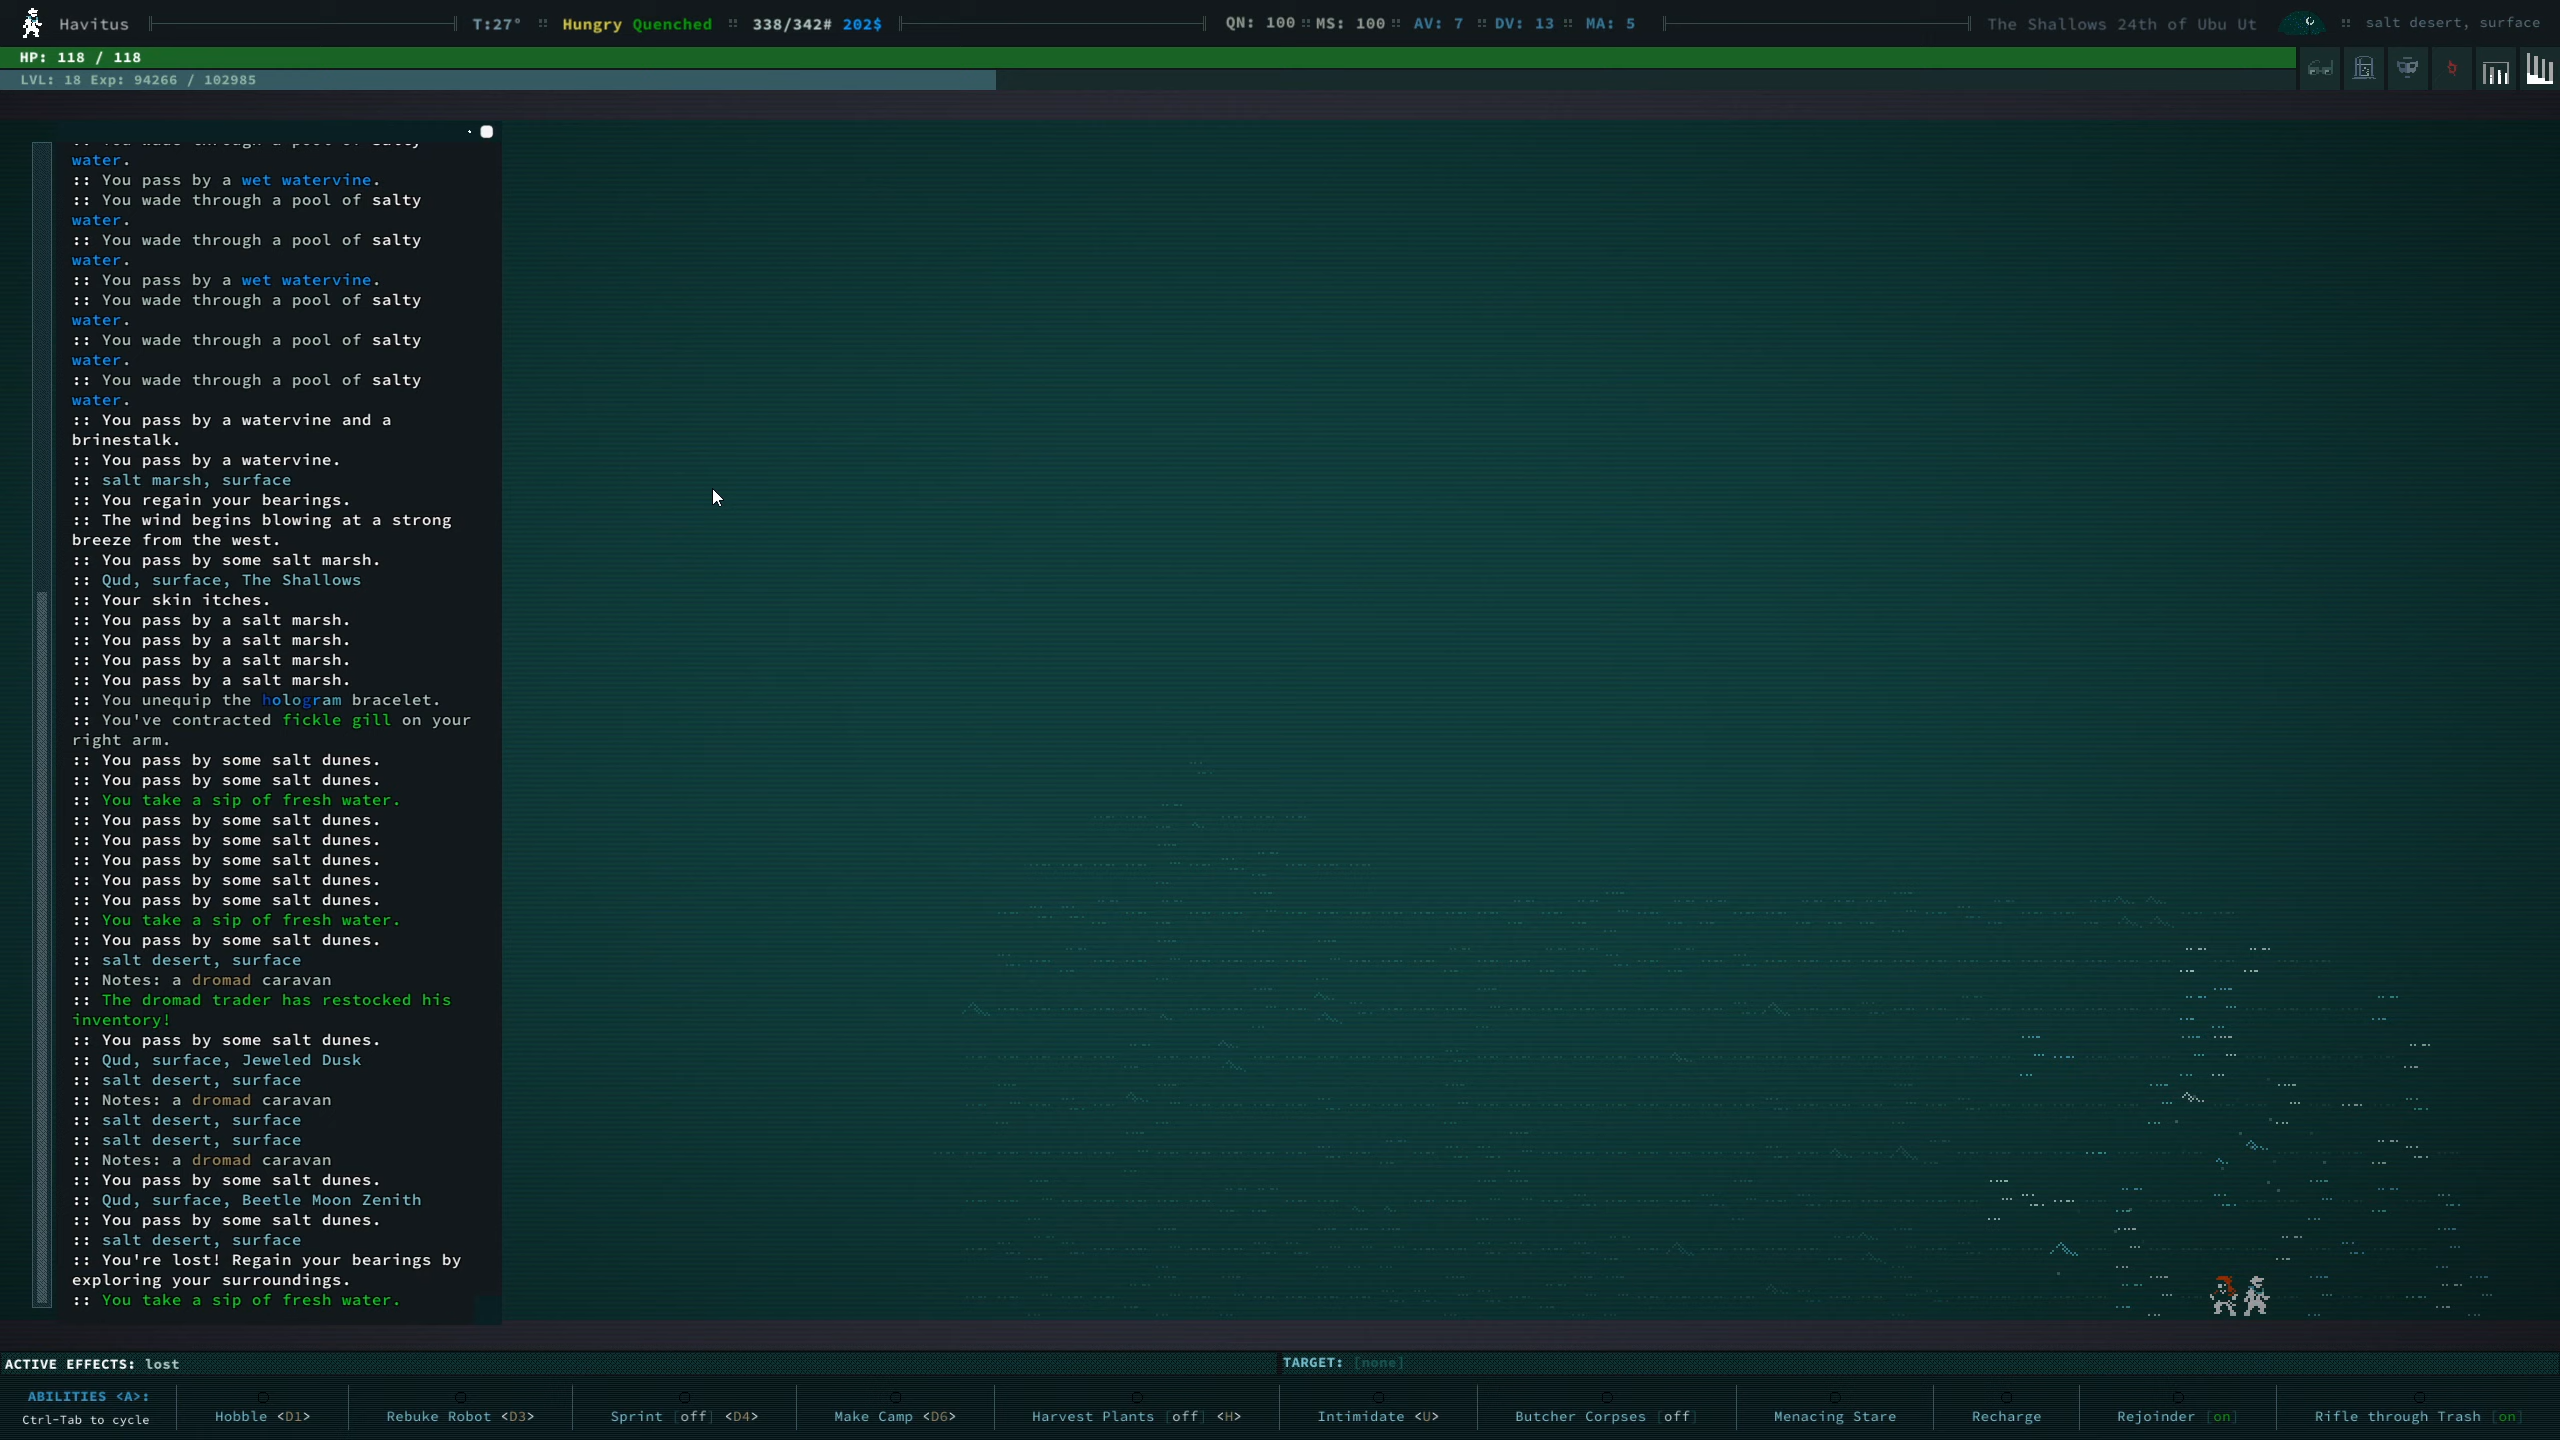 Havitus T:27° :: Hungry Quenched :: 338/342# 202$ QN: 100 :: MS: 100 :: AV: 7 :: DV: 13 :: MA: 5 The Shallows 24th of Ubu Ut :: salt desert, surface
HP: 118 / 118
LVL: 18 Exp: 94266 / 102985
:: You wade through a pool of salty
water.
:: You pass by a wet watervine.
:: You wade through a pool of salty
water.
:: You wade through a pool of salty
water.
:: You pass by a wet watervine.
:: You wade through a pool of salty
water.
:: You wade through a pool of salty
water.
:: You wade through a pool of salty
water.
:: You pass by a watervine and a
brinestalk.
:: You pass by a watervine.
:: salt marsh, surface
:: You regain your bearings.
:: The wind begins blowing at a strong
breeze from the west.
:: You pass by some salt marsh.
:: Qud, surface, The Shallows
:: Your skin itches.
:: You pass by a salt marsh.
:: You pass by a salt marsh.
:: You pass by a salt marsh.
:: You pass by a salt marsh.
:: You unequip the hologram bracelet.
:: You've contracted fickle gill on your
right arm.
:: You pass by some salt dunes.
:: You pass by some salt dunes.
:: You take a sip of fresh water.
:: You pass by some salt dunes.
:: You pass by some salt dunes.
:: You pass by some salt dunes.
:: You pass by some salt dunes.
:: You pass by some salt dunes.
:: You take a sip of fresh water.
:: You pass by some salt dunes.
:: salt desert, surface
:: Notes: a dromad caravan
:: The dromad trader has restocked his
inventory!
:: You pass by some salt dunes.
:: Qud, surface, Jeweled Dusk
:: salt desert, surface
:: Notes: a dromad caravan
:: salt desert, surface
:: salt desert, surface
:: Notes: a dromad caravan
:: You pass by some salt dunes.
:: Qud, surface, Beetle Moon Zenith
:: You pass by some salt dunes.
:: salt desert, surface
:: You're lost! Regain your bearings by
exploring your surroundings.
:: You take a sip of fresh water.
ACTIVE EFFECTS: lost TARGET: [none]
ABILITIES <A>:
Ctrl-Tab to cycle
Hobble <D1> Rebuke Robot <D3> Sprint [off] <D4> Make Camp <D6> Harvest Plants [off] <H> Intimidate <U> Butcher Corpses [off] Menacing Stare Recharge Rejoinder [on] Rifle through Trash [on]